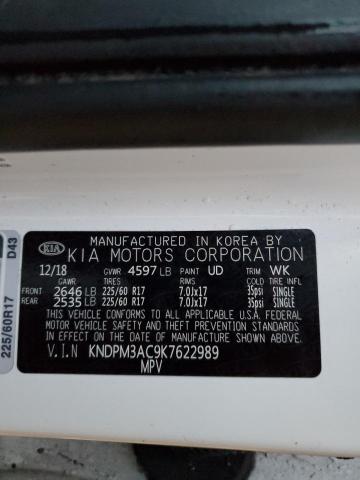 MANUFACTURED IN KOREA BY
KIA KIA MOTORS CORPORATION
12/18 GVWR 4597 LB PAINT UD TRIM WK
TIRES RIMS COLD TIRE
FRONT 2646 LB 225/60 R17 7.0Jx17 35psi SINGLE
REAR 2535 LB 225/60 R17 7.0Jx17 35psi SINGLE
THIS VEHICLE CONFORMS TO ALL APPLICABLE U.S.A. FEDERAL
MOTOR VEHICLE SAFETY, BUMPER, AND THEFT PREVENTION STANDARDS
IN EFFECT ON THE DATE OF MANUFACTURE SHOWN ABOVE.
V.I.N KNDPM3AC9K7622989
MPV
225/60R17 D43